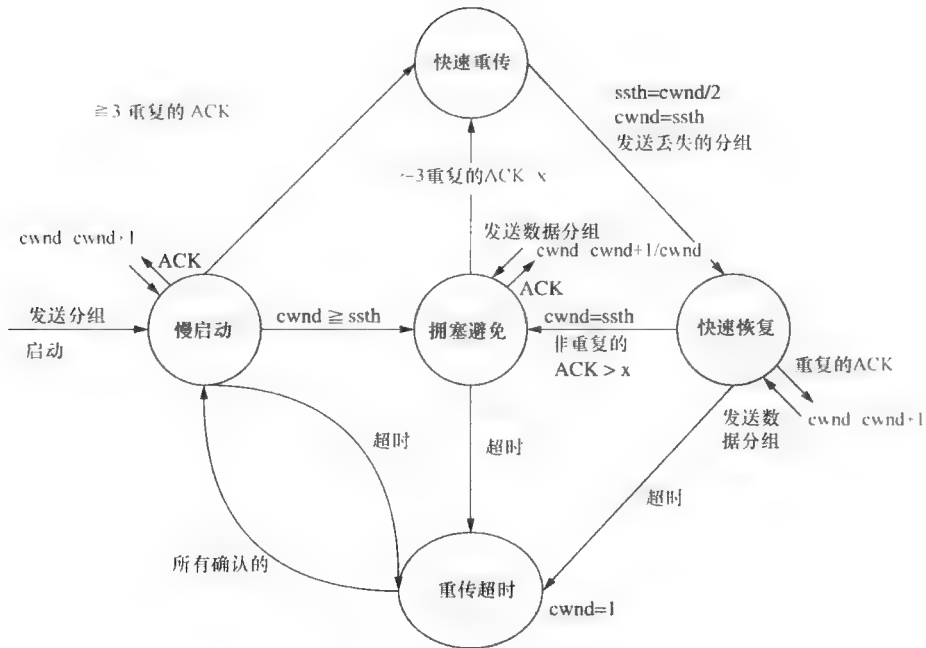 快速重传
ssth=cwnd/2
cwnd=ssth
发送丢失的分组
≧3 重复的 ACK
3重复的ACK x
发送数据分组
cwnd cwnd+1
cwnd cwnd+1/cwnd
ACK
ACK
发送分组
启动
慢启动
cwnd ≧ ssth
拥塞避免
cwnd=ssth
非重复的
ACK > x
快速恢复
重复的ACK
发送数
据分组
cwnd cwnd+1
超时
超时
超时
所有确认的
重传超时
cwnd=1